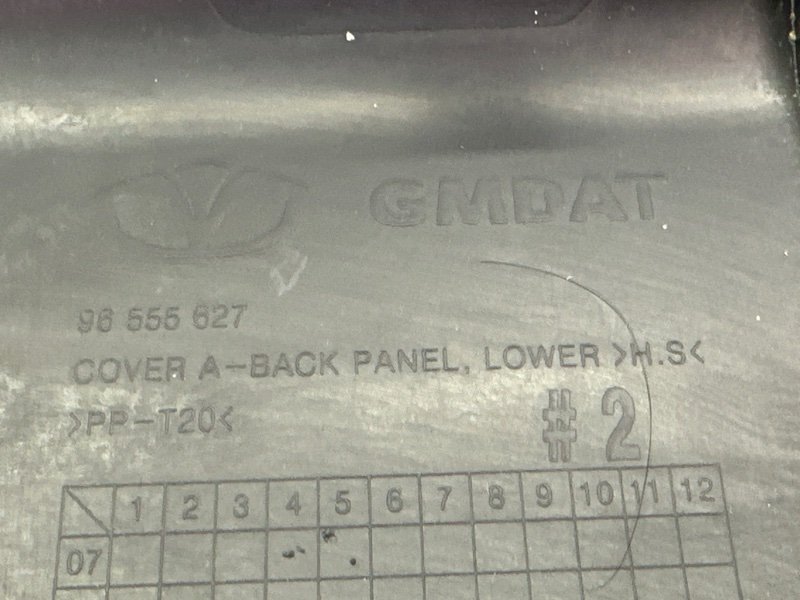 GMDAT
96 555 627
COVER A-BACK PANEL, LOWER >H.S<
>PP-T20<
# 2
1 2 3 4 5 6 7 8 9 10 11 12
07